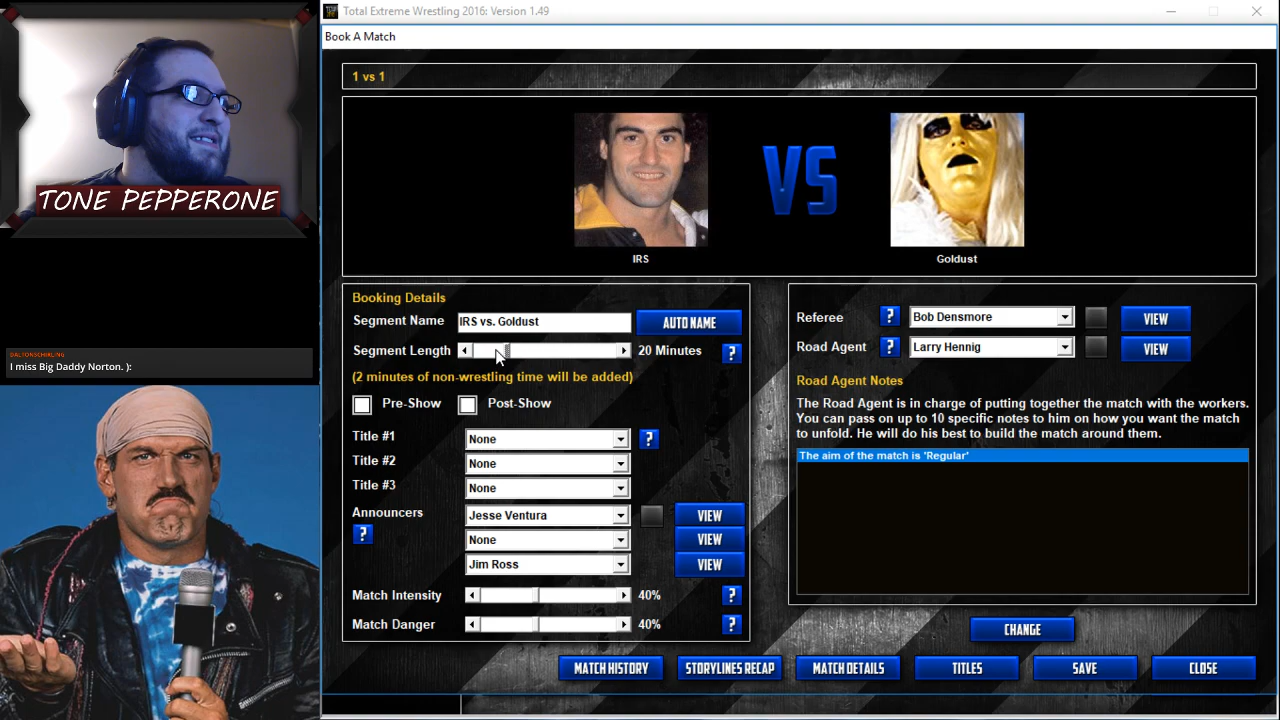 Total Extreme Wrestling 2016: Version 1.49
Book A Match
1 vs 1
VS
IRS
Goldust
TONE PEPPERONE
DALTONSCHIRLING
I miss Big Daddy Norton. ):
Booking Details
Segment Name
IRS vs. Goldust
AUTO NAME
Segment Length
20 Minutes
?
(2 minutes of non-wrestling time will be added)
Pre-Show
Post-Show
Title #1
None
?
Title #2
None
Title #3
None
Announcers
Jesse Ventura
VIEW
?
None
VIEW
Jim Ross
VIEW
Match Intensity
40%
?
Match Danger
40%
?
Referee
?
Bob Densmore
VIEW
Road Agent
?
Larry Hennig
VIEW
Road Agent Notes
The Road Agent is in charge of putting together the match with the workers.
You can pass on up to 10 specific notes to him on how you want the match
to unfold. He will do his best to build the match around them.
The aim of the match is 'Regular'
CHANGE
MATCH HISTORY
STORYLINES RECAP
MATCH DETAILS
TITLES
SAVE
CLOSE